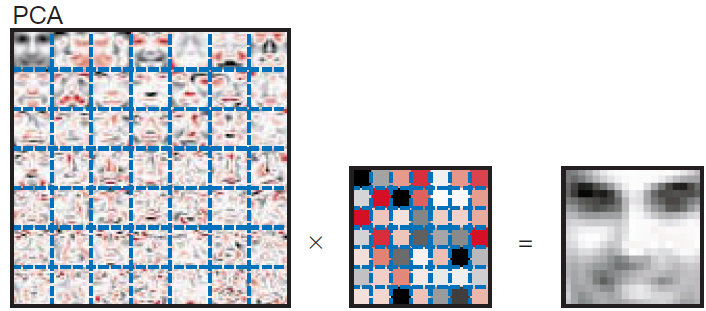 PCA
× =